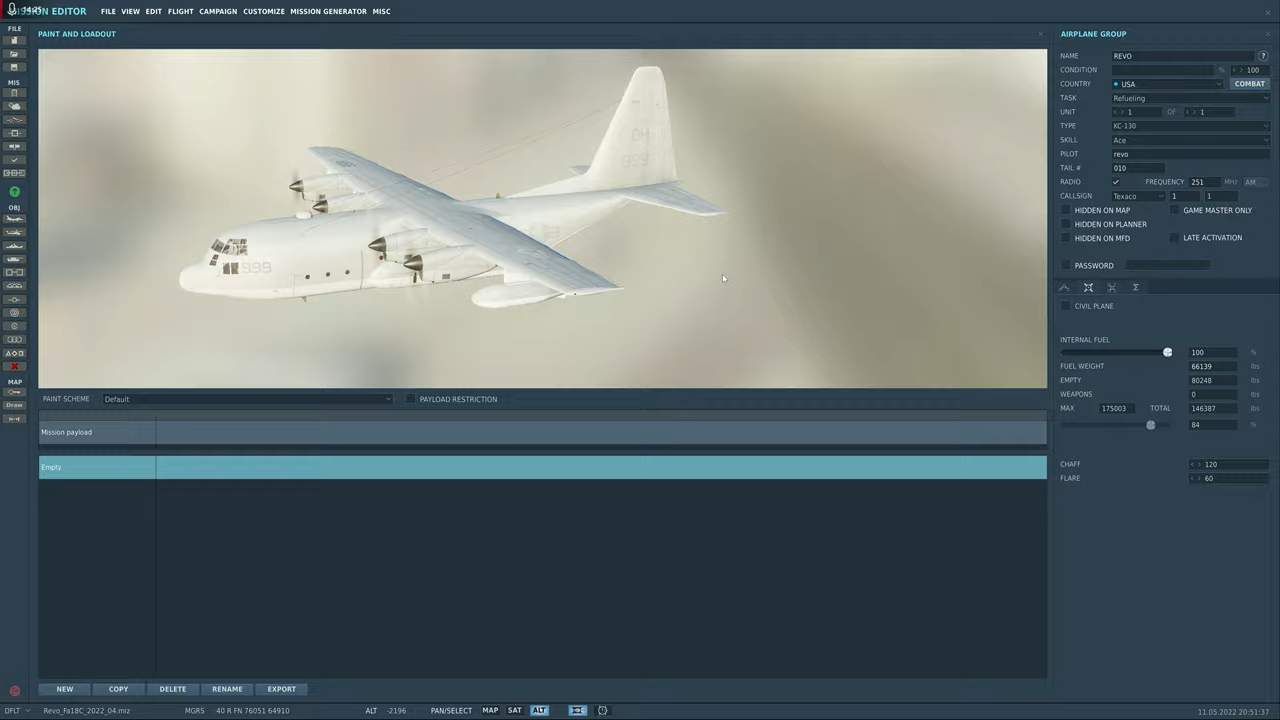 MISSION EDITOR
FILE VIEW EDIT FLIGHT CAMPAIGN CUSTOMIZE MISSION GENERATOR MISC
FILE
PAINT AND LOADOUT
AIRPLANE GROUP
NAME REVO ?
CONDITION % <> 100
COUNTRY USA COMBAT
MIS
TASK Refueling
UNIT <> 1 OF <> 1
TYPE KC-130
SKILL Ace
PILOT revo
TAIL # 010
RADIO FREQUENCY 251 MHz AM
CALLSIGN Texaco 1 1
OBJ
HIDDEN ON MAP GAME MASTER ONLY
HIDDEN ON PLANNER
HIDDEN ON MFD LATE ACTIVATION
PASSWORD
999
CIVIL PLANE
INTERNAL FUEL
100 %
FUEL WEIGHT 66139 lbs
EMPTY 80248 lbs
WEAPONS 0 lbs
MAX 175003 TOTAL 146387 lbs
84 %
MAP
Draw
PAINT SCHEME Default PAYLOAD RESTRICTION
Mission payload
Empty
CHAFF <> 120
FLARE <> 60
NEW COPY DELETE RENAME EXPORT
DFLT Revo_Fa18C_2022_04.miz MGRS 40 R FN 76051 64910 ALT -2196 PAN/SELECT MAP SAT ALT 11.05.2022 20:51:37